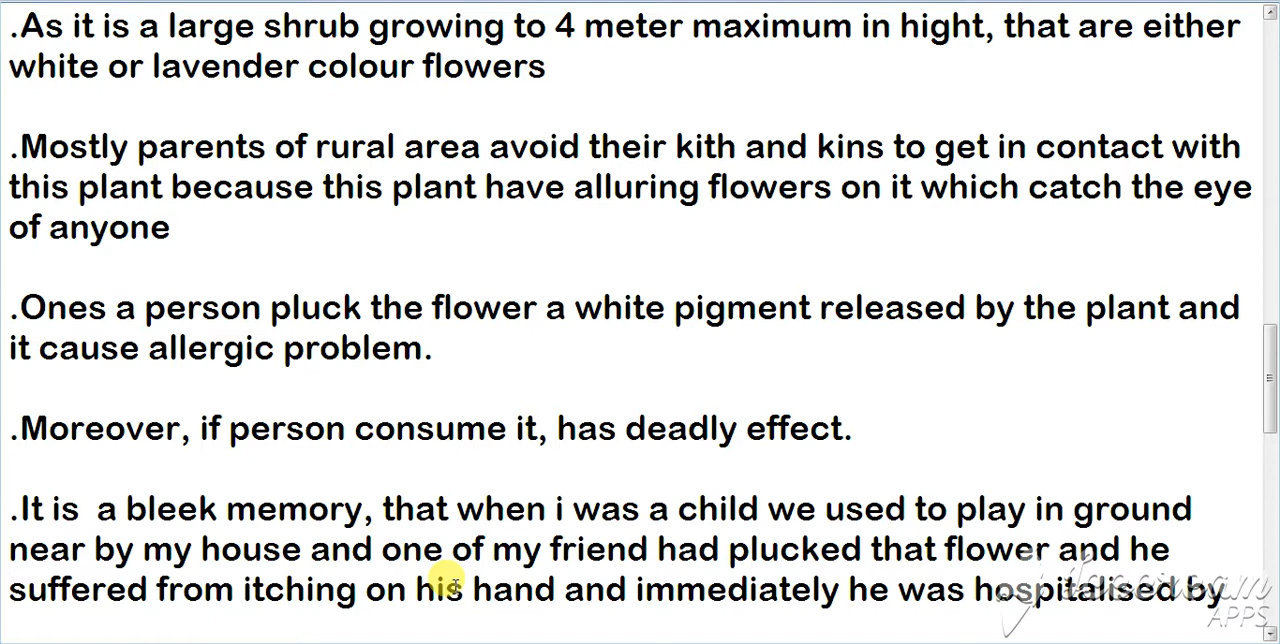 .As it is a large shrub growing to 4 meter maximum in hight, that are either
white or lavender colour flowers
.Mostly parents of rural area avoid their kith and kins to get in contact with
this plant because this plant have alluring flowers on it which catch the eye
of anyone
.Ones a person pluck the flower a white pigment released by the plant and
it cause allergic problem.
.Moreover, if person consume it, has deadly effect.
.It is  a bleek memory, that when i was a child we used to play in ground
near by my house and one of my friend had plucked that flower and he
suffered from itching on his hand and immediately he was hospitalised by
APPS